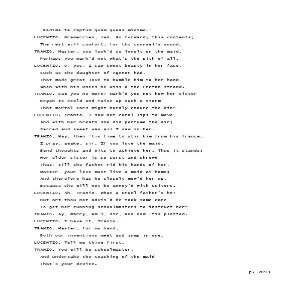 "Redime te captum quam queas minimo."
LUCENTIO. Gramercies, lad. Go forward; this contents;
The rest will comfort, for thy counsel's sound.
TRANIO. Master, you look'd so longly on the maid.
Perhaps you mark'd not what's the pith of all.
LUCENTIO. O, yes, I saw sweet beauty in her face,
Such as the daughter of Agenor had,
That made great Jove to humble him to her hand,
When with his knees he kiss'd the Cretan strand.
TRANIO. Saw you no more? Mark'd you not how her sister
Began to scold and raise up such a storm
That mortal ears might hardly endure the din?
LUCENTIO. Tranio, I saw her coral lips to move,
And with her breath she did perfume the air;
Sacred and sweet was all I saw in her.
TRANIO. Nay, then 'tis time to stir him from his trance.
I pray, awake, sir. If you love the maid,
Bend thoughts and wits to achieve her. Thus it stands:
Her elder sister is so curst and shrewd
That, till the father rid his hands of her,
Master, your love must live a maid at home;
And therefore has he closely mew'd her up,
Because she will not be annoy'd with suitors.
LUCENTIO. Ah, Tranio, what a cruel father's he!
But art thou not advis'd he took some care
To get her cunning schoolmasters to instruct her?
TRANIO. Ay, marry, am I, sir, and now 'tis plotted.
LUCENTIO. I have it, Tranio.
TRANIO. Master, for my hand,
Both our inventions meet and jump in one.
LUCENTIO. Tell me thine first.
TRANIO. You will be schoolmaster,
And undertake the teaching of the maid-
That's your device.